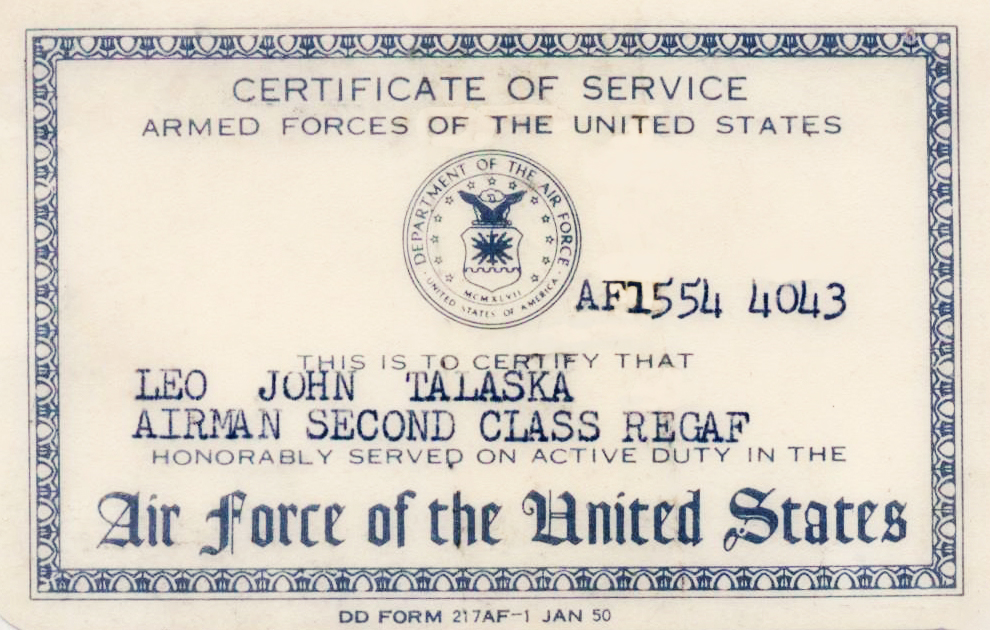 CERTIFICATE OF SERVICE
ARMED FORCES OF THE UNITED STATES
DEPARTMENT OF THE AIR FORCE
MCMXLVII
UNITED STATES OF AMERICA
AF1554 4043
THIS IS TO CERTIFY THAT
LEO JOHN TALASKA
AIRMAN SECOND CLASS REGAF
HONORABLY SERVED ON ACTIVE DUTY IN THE
Air Force of the United States
DD FORM 217AF-1 JAN 50